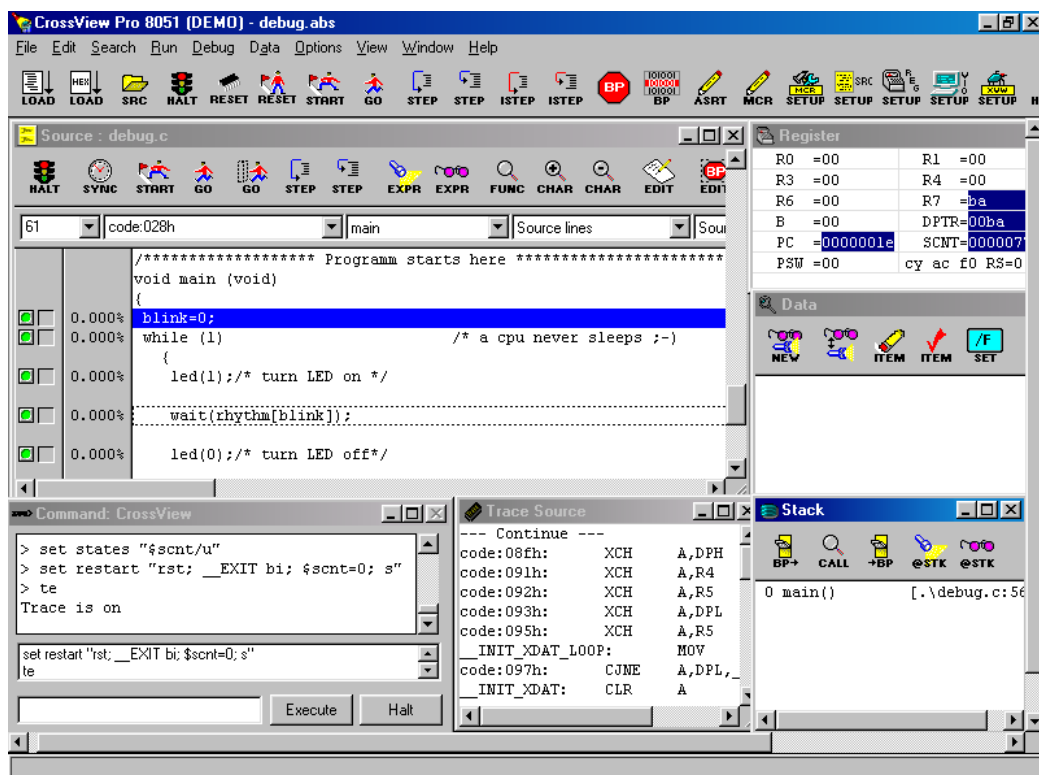 CrossView Pro 8051 (DEMO) - debug.abs
File Edit Search Run Debug Data Options View Window Help
LOAD LOAD SRC HALT RESET RESET START GO STEP STEP ISTEP ISTEP BP BP ASRT MCR SETUP SETUP SETUP SETUP SETUP
Source : debug.c
HALT SYNC START GO GO STEP STEP EXPR EXPR FUNC CHAR CHAR EDIT EDI
61 code:028h main Source lines Sour
/******************* Programm starts here ***********************
void main (void)
{
0.000% blink=0;
0.000% while (1) /* a cpu never sleeps ;-)
{
0.000% led(1);/* turn LED on */
0.000% wait(rhythm[blink]);
0.000% led(0);/* turn LED off*/
Register
R0 =00 R1 =00
R3 =00 R4 =00
R6 =00 R7 =ba
B =00 DPTR=00ba
PC =0000001e SCNT=0000077
PSW =00 cy ac f0 RS=0
Data
NEW ITEM ITEM /F SET
Command: CrossView
> set states "$scnt/u"
> set restart "rst; __EXIT bi; $scnt=0; s"
> te
Trace is on
set restart "rst; __EXIT bi; $scnt=0; s"
te
Execute Halt
Trace Source
--- Continue ---
code:08fh: XCH A,DPH
code:091h: XCH A,R4
code:092h: XCH A,R5
code:093h: XCH A,DPL
code:095h: XCH A,R5
__INIT_XDAT_LOOP: MOV
code:097h: CJNE A,DPL,_
__INIT_XDAT: CLR A
Stack
BP→ CALL →BP @STK @STK
0 main() [.\debug.c:56